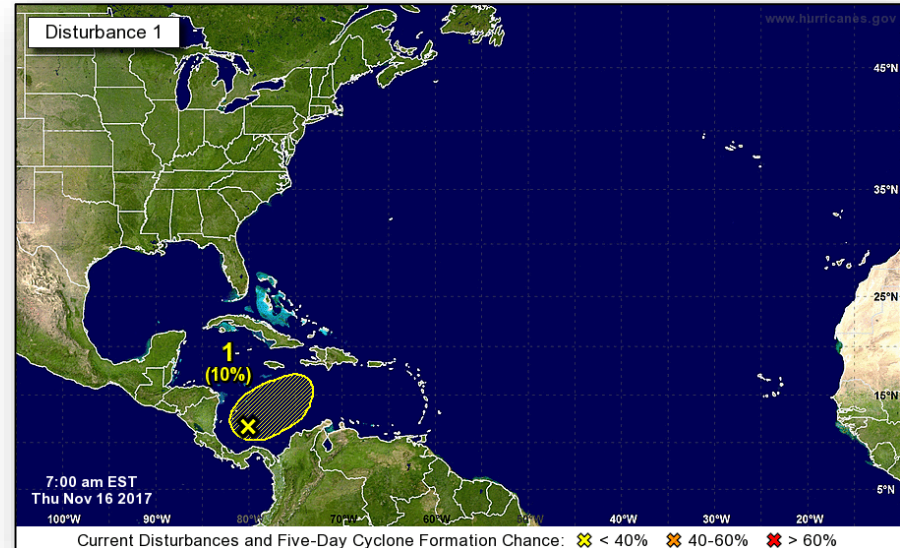 Disturbance 1
www.hurricanes.gov
45°N
35°N
25°N
1
(10%)
15°N
7:00 am EST
Thu Nov 16 2017
5°N
100°W 90°W 80°W 70°W 60°W 50°W 40°W 30°W 20°W
Current Disturbances and Five-Day Cyclone Formation Chance: < 40% 40-60% > 60%